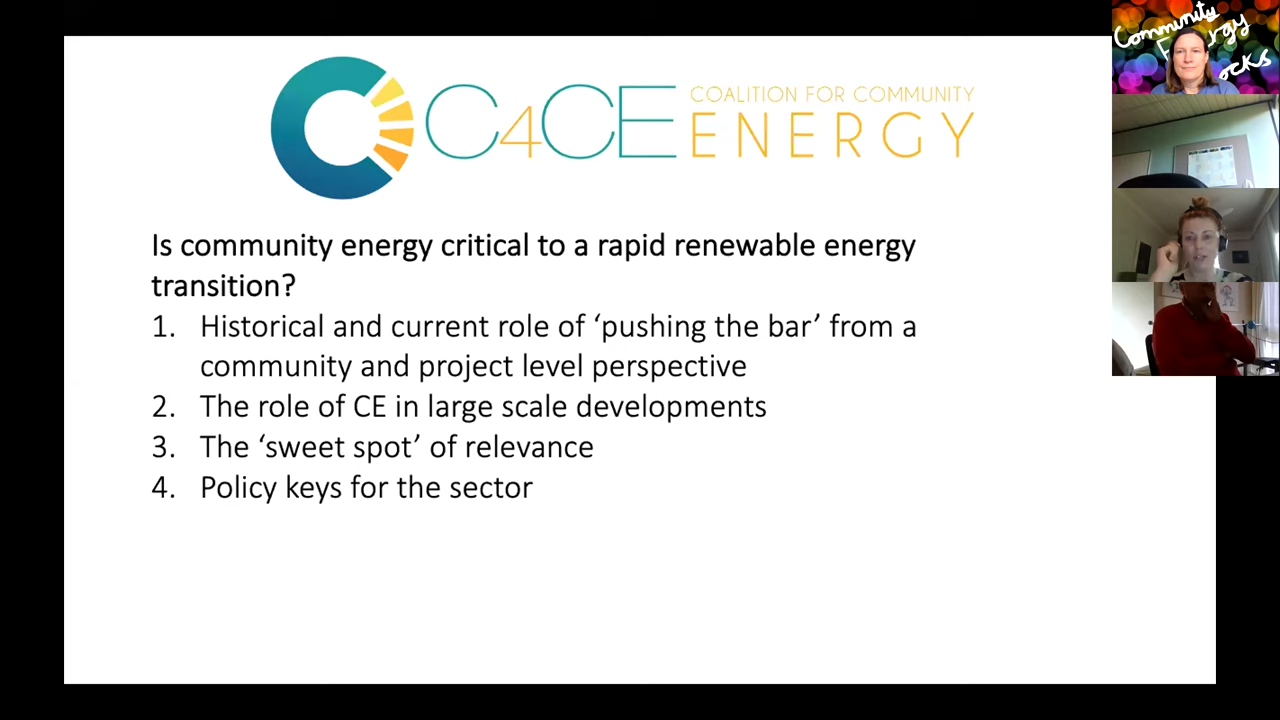 C4CE COALITION FOR COMMUNITY
ENERGY
Is community energy critical to a rapid renewable energy
transition?
1. Historical and current role of ‘pushing the bar’ from a
community and project level perspective
2. The role of CE in large scale developments
3. The ‘sweet spot’ of relevance
4. Policy keys for the sector
Community